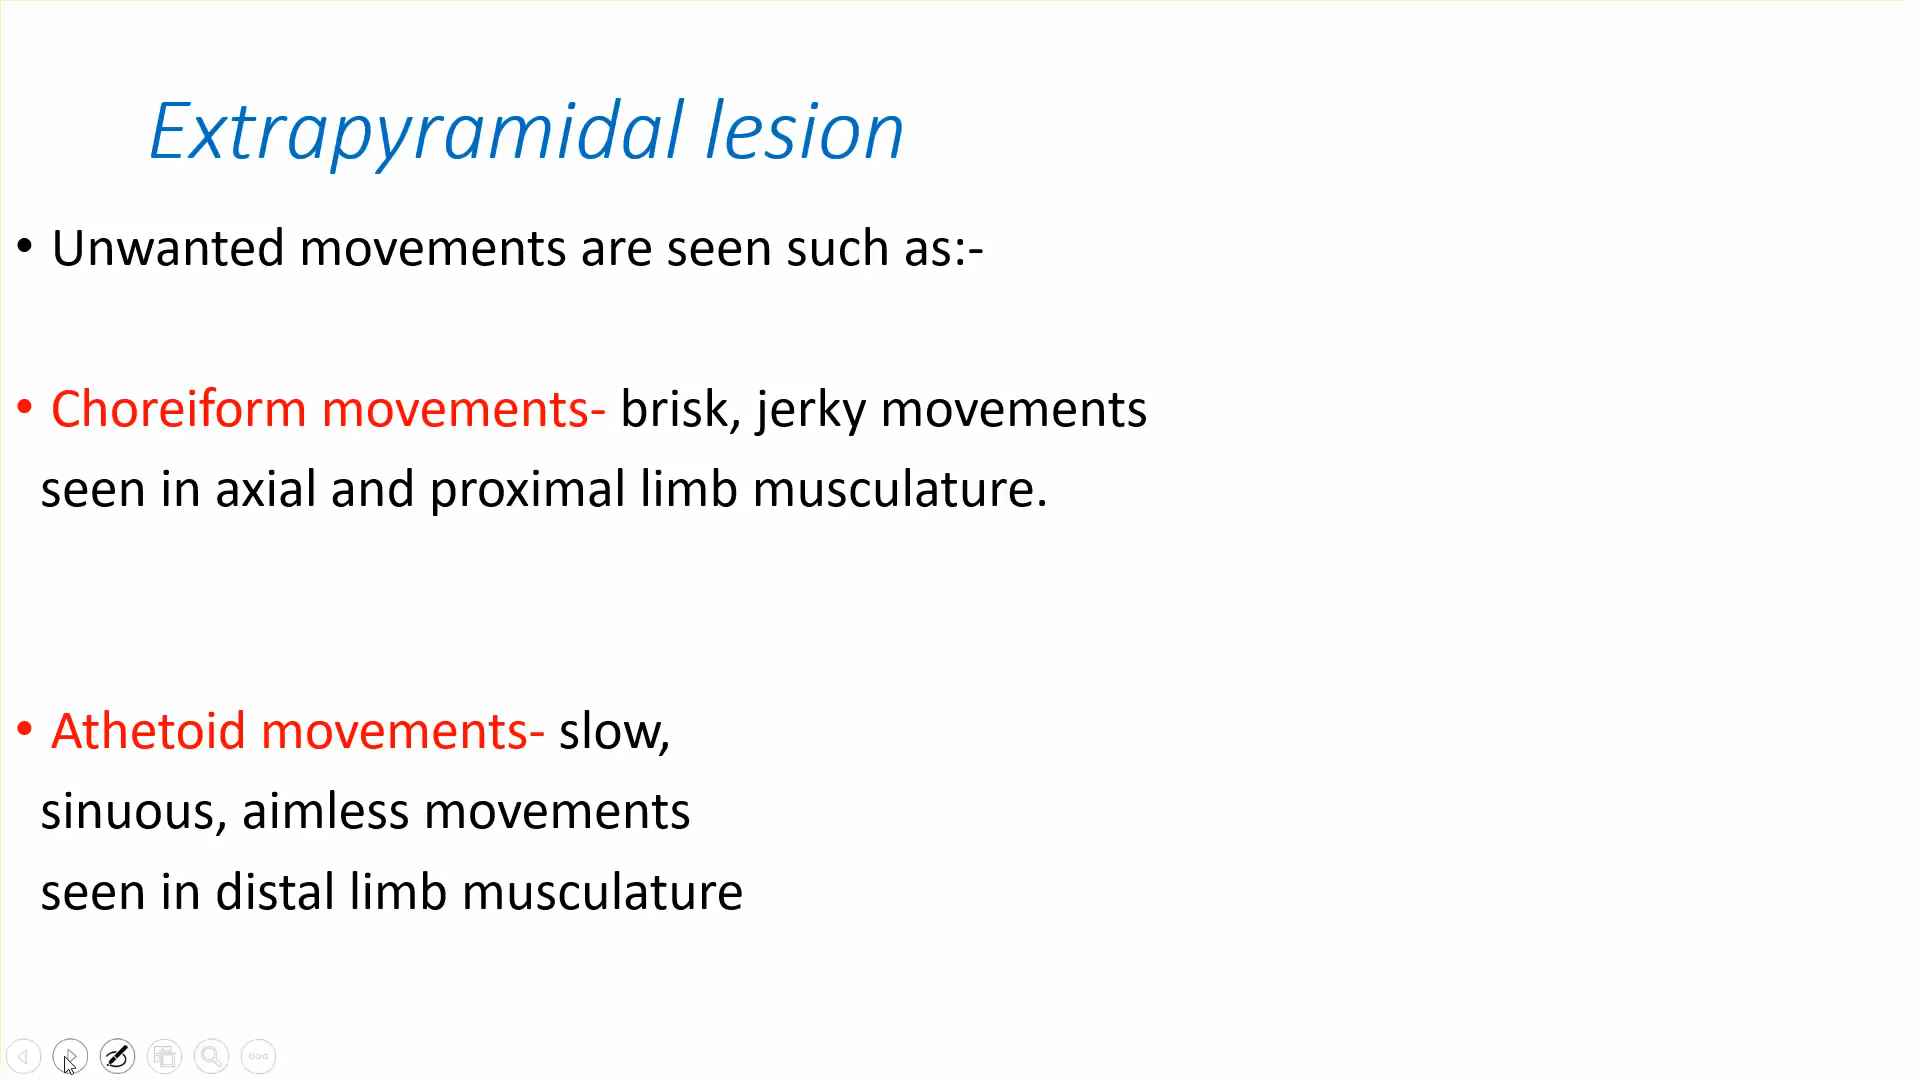 Extrapyramidal lesion
• Unwanted movements are seen such as:-
• Choreiform movements- brisk, jerky movements
seen in axial and proximal limb musculature.
• Athetoid movements- slow,
sinuous, aimless movements
seen in distal limb musculature